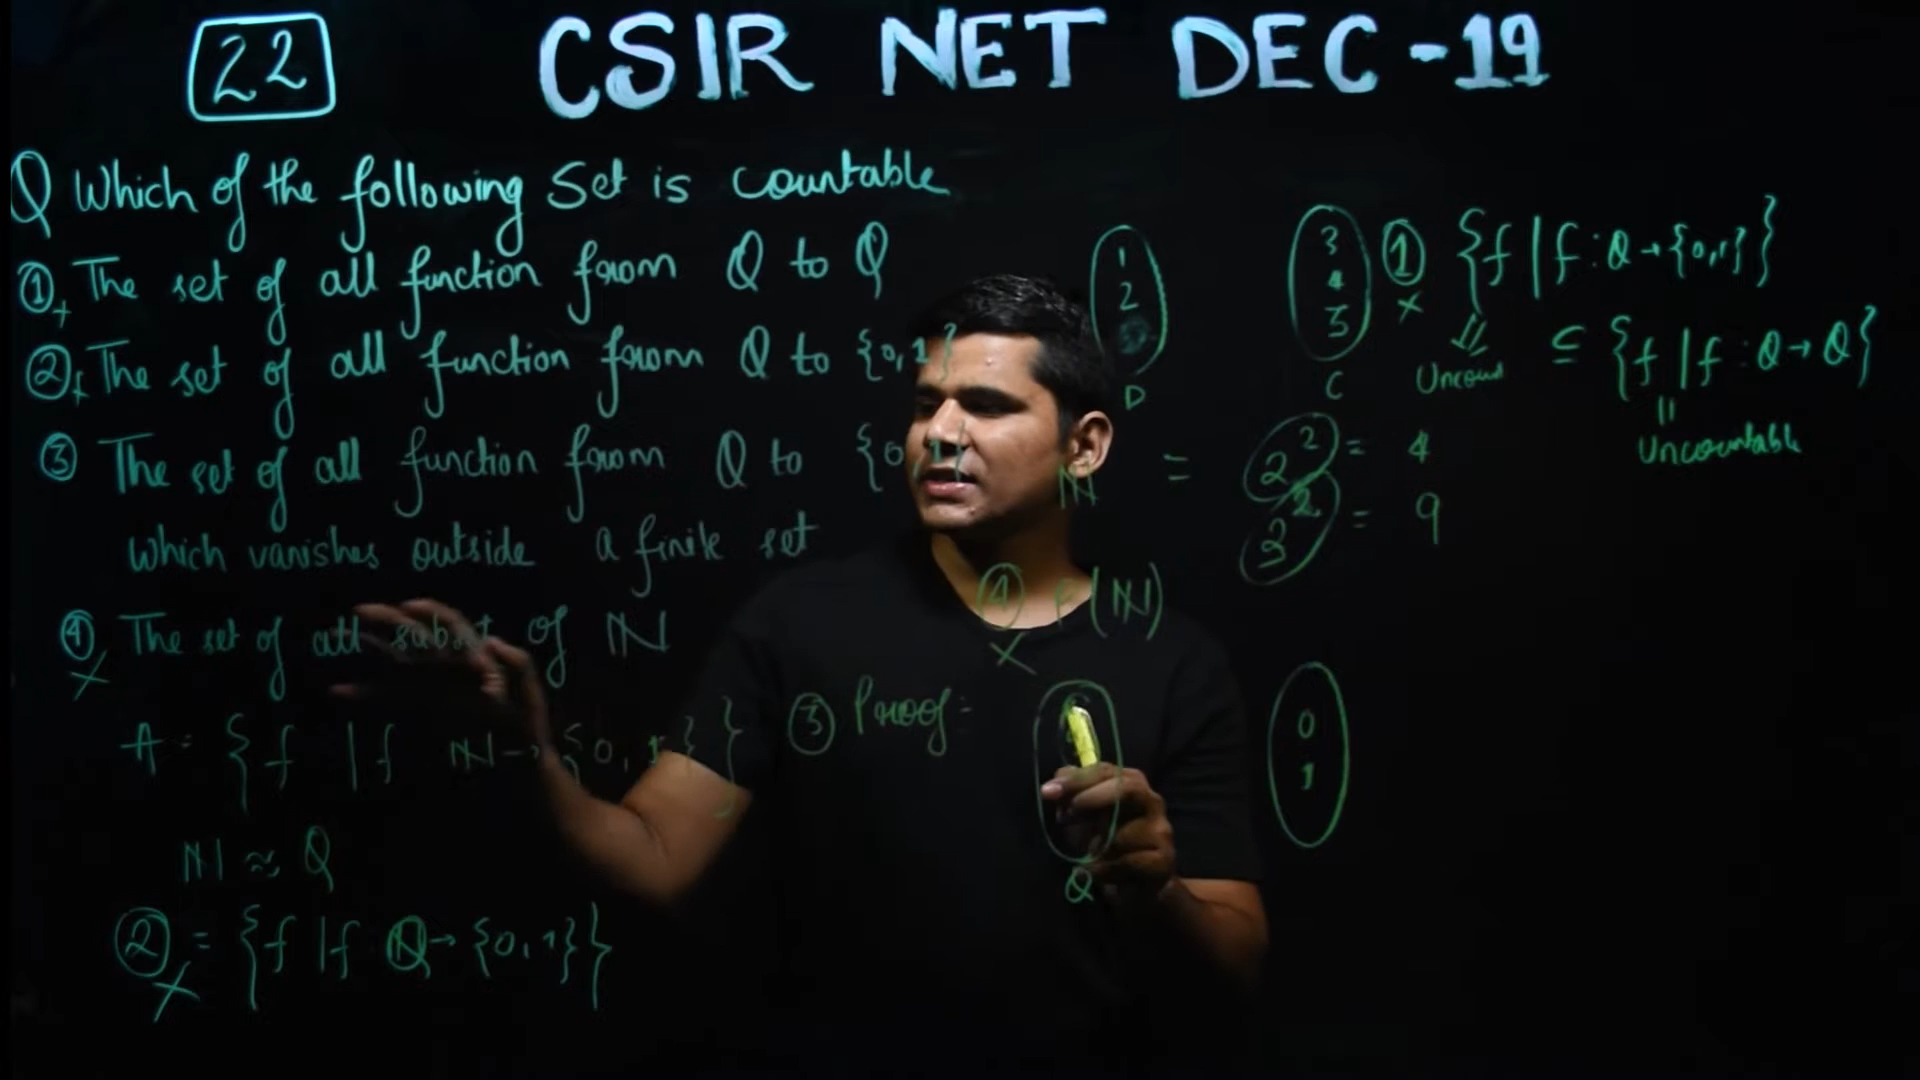 22
CSIR NET DEC-19
Q Which of the following Set is countable
① The set of all function from Q to Q
② The set of all function from Q to {0,1}
③ The set of all function from Q to {0,1}
which vanishes outside a finite set
④ The set of all subset of ℕ
X
A = {f | f ℕ→{0,1}}
ℕ ≈ Q
② = {f | f Q→{0,1}}
X
1
2
D
3
4
5
C
① {f | f : Q→{0,1}}
X
Uncoun
⊆ {f | f : Q→Q}
Uncountable
ℕ = 2² = 4
3² = 9
④ P(ℕ)
X
③ Proof:-
Q
0
1